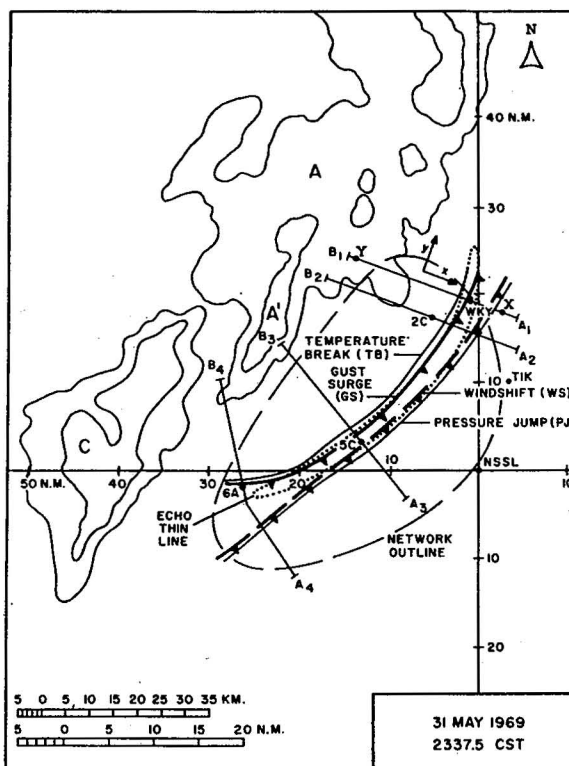 N
40 N.M.
30
A
B₁ Y
y
x
B₂
WKY X
A'
2C
A₁
B₃
TEMPERATURE
BREAK (TB)
A₂
B₄
GUST
SURGE
(GS)
10
TIK
WINDSHIFT (WS)
C
PRESSURE JUMP (PJ
5C
50 N.M. 40 30 20 10 NSSL
6A
ECHO
THIN
LINE
A₃
NETWORK
OUTLINE
A₄
10
20
5 0 5 10 15 20 25 30 35 KM.
5 0 5 10 15 20 N.M.
31 MAY 1969
2337.5 CST